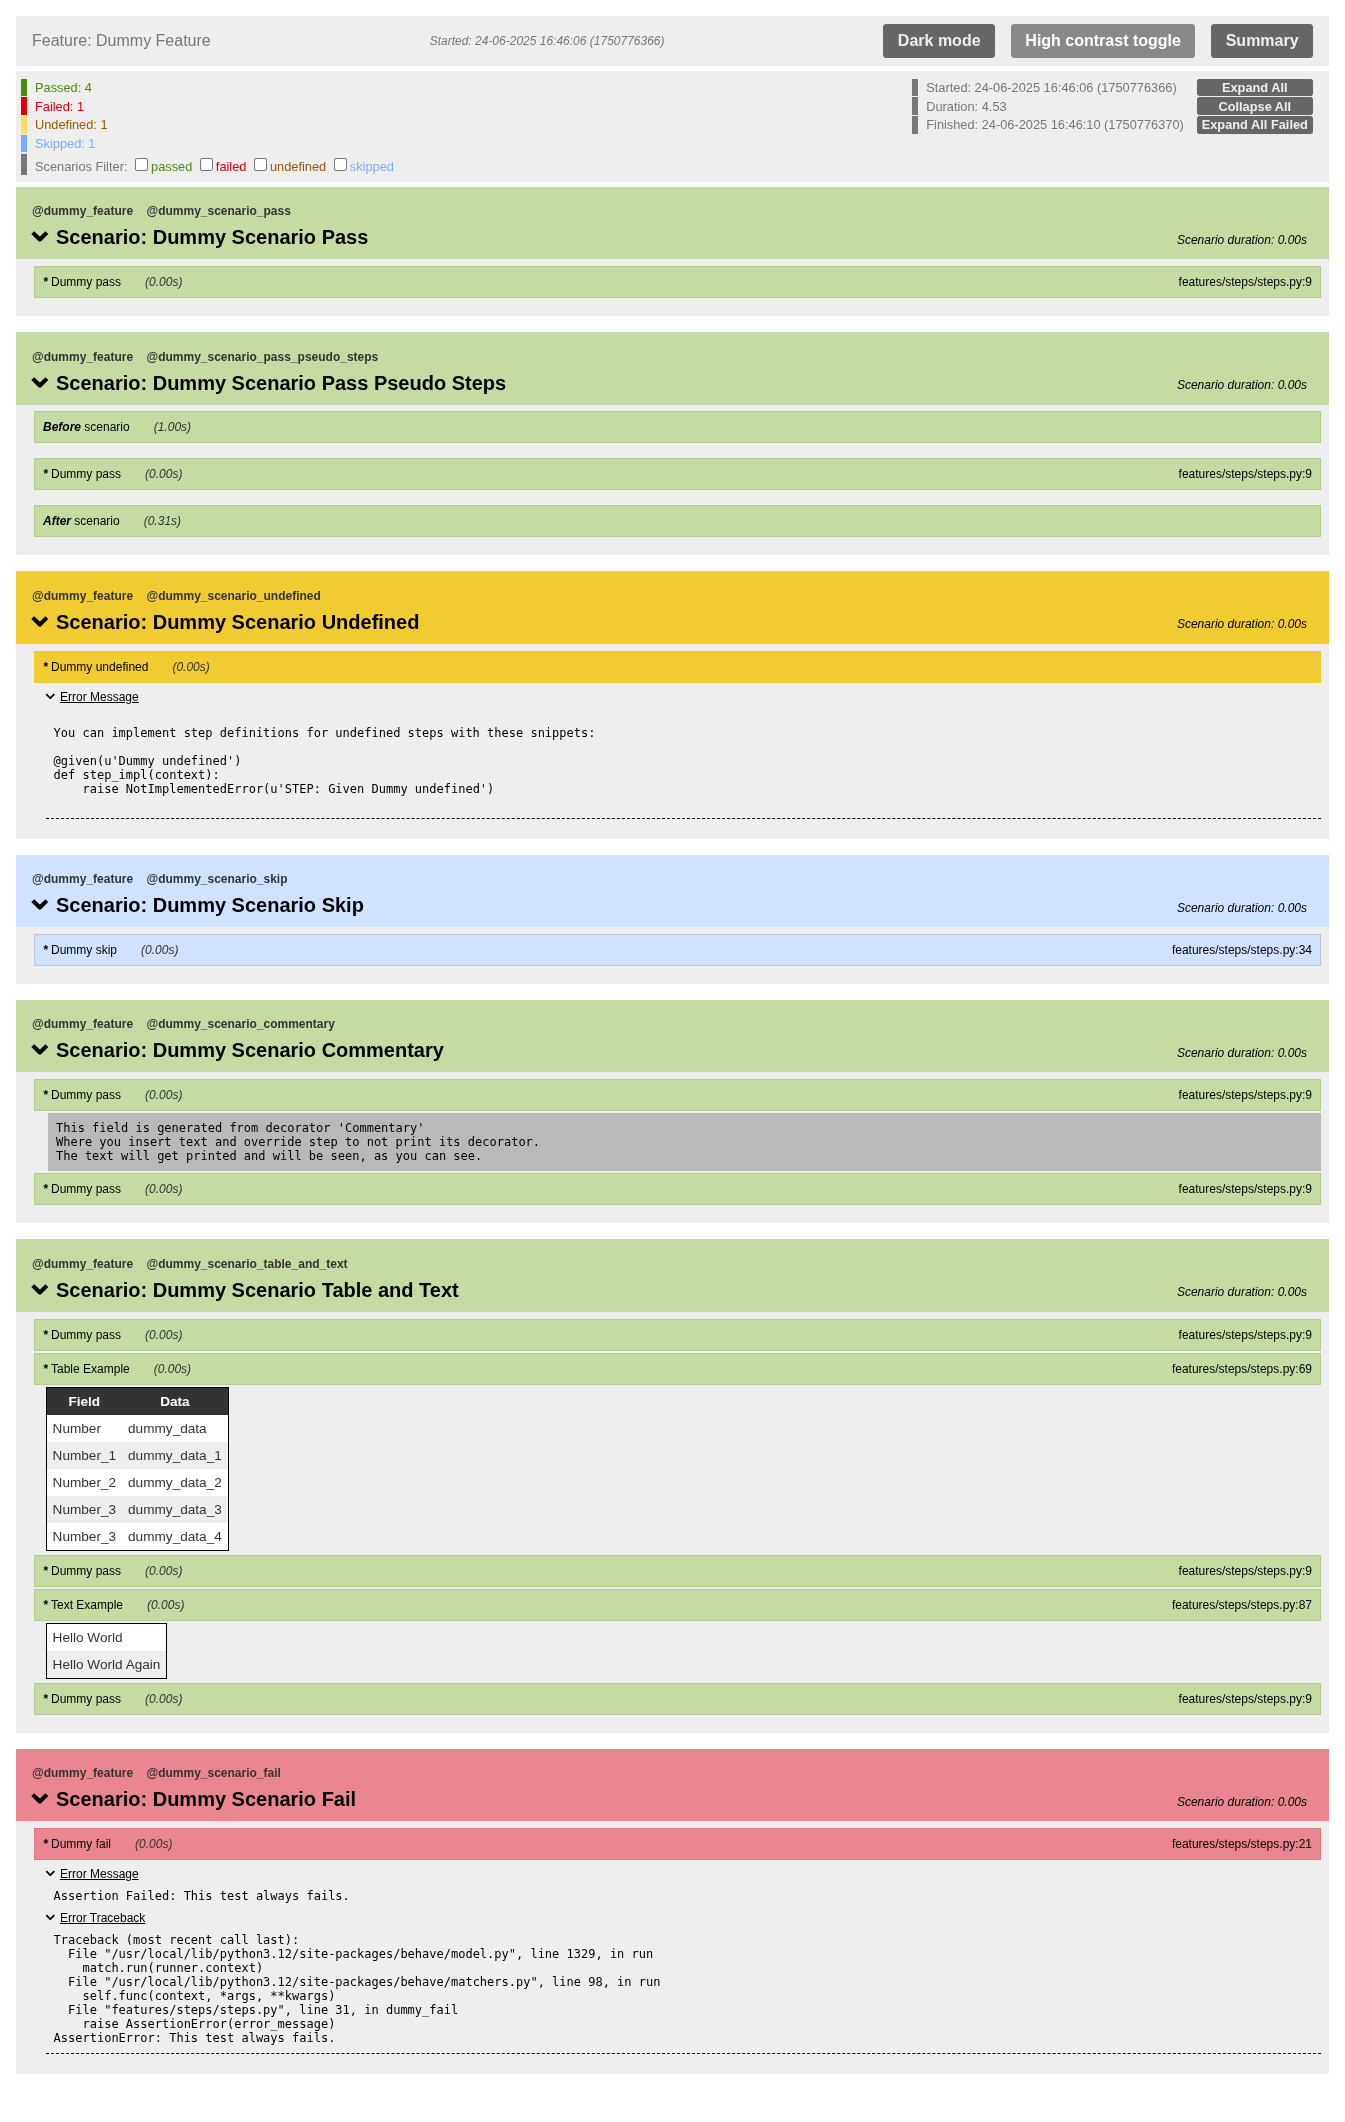 Feature: Dummy Feature
Started: 24-06-2025 16:46:06 (1750776366)
Dark mode
High contrast toggle
Summary
Passed: 4
Failed: 1
Undefined: 1
Skipped: 1
Scenarios Filter: passed failed undefined skipped
Started: 24-06-2025 16:46:06 (1750776366)
Duration: 4.53
Finished: 24-06-2025 16:46:10 (1750776370)
Expand All
Collapse All
Expand All Failed
@dummy_feature @dummy_scenario_pass
Scenario: Dummy Scenario Pass
Scenario duration: 0.00s
* Dummy pass (0.00s) features/steps/steps.py:9
@dummy_feature @dummy_scenario_pass_pseudo_steps
Scenario: Dummy Scenario Pass Pseudo Steps
Scenario duration: 0.00s
Before scenario (1.00s)
* Dummy pass (0.00s) features/steps/steps.py:9
After scenario (0.31s)
@dummy_feature @dummy_scenario_undefined
Scenario: Dummy Scenario Undefined
Scenario duration: 0.00s
* Dummy undefined (0.00s)
Error Message
You can implement step definitions for undefined steps with these snippets:
@given(u'Dummy undefined')
def step_impl(context):
    raise NotImplementedError(u'STEP: Given Dummy undefined')
@dummy_feature @dummy_scenario_skip
Scenario: Dummy Scenario Skip
Scenario duration: 0.00s
* Dummy skip (0.00s) features/steps/steps.py:34
@dummy_feature @dummy_scenario_commentary
Scenario: Dummy Scenario Commentary
Scenario duration: 0.00s
* Dummy pass (0.00s) features/steps/steps.py:9
This field is generated from decorator 'Commentary'
Where you insert text and override step to not print its decorator.
The text will get printed and will be seen, as you can see.
* Dummy pass (0.00s) features/steps/steps.py:9
@dummy_feature @dummy_scenario_table_and_text
Scenario: Dummy Scenario Table and Text
Scenario duration: 0.00s
* Dummy pass (0.00s) features/steps/steps.py:9
* Table Example (0.00s) features/steps/steps.py:69
Field Data
Number dummy_data
Number_1 dummy_data_1
Number_2 dummy_data_2
Number_3 dummy_data_3
Number_3 dummy_data_4
* Dummy pass (0.00s) features/steps/steps.py:9
* Text Example (0.00s) features/steps/steps.py:87
Hello World
Hello World Again
* Dummy pass (0.00s) features/steps/steps.py:9
@dummy_feature @dummy_scenario_fail
Scenario: Dummy Scenario Fail
Scenario duration: 0.00s
* Dummy fail (0.00s) features/steps/steps.py:21
Error Message
Assertion Failed: This test always fails.
Error Traceback
Traceback (most recent call last):
  File "/usr/local/lib/python3.12/site-packages/behave/model.py", line 1329, in run
    match.run(runner.context)
  File "/usr/local/lib/python3.12/site-packages/behave/matchers.py", line 98, in run
    self.func(context, *args, **kwargs)
  File "features/steps/steps.py", line 31, in dummy_fail
    raise AssertionError(error_message)
AssertionError: This test always fails.